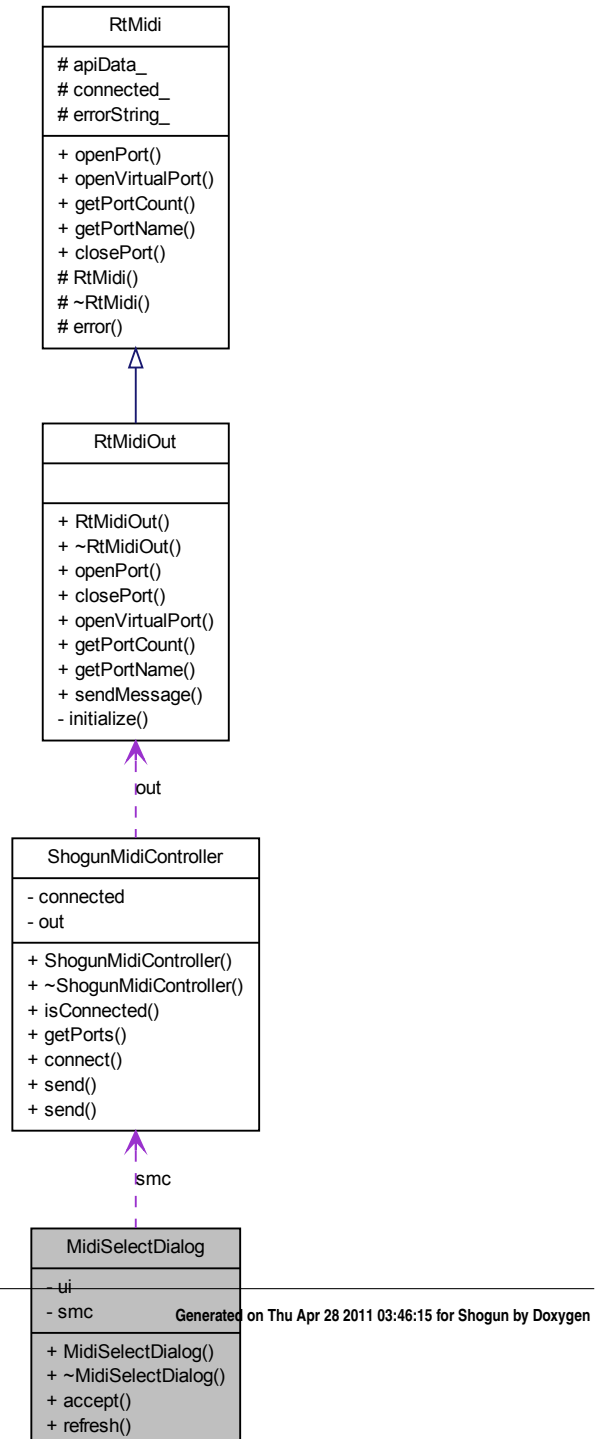 RtMidi
# apiData_
# connected_
# errorString_
+ openPort()
+ openVirtualPort()
+ getPortCount()
+ getPortName()
+ closePort()
# RtMidi()
# ~RtMidi()
# error()
RtMidiOut
+ RtMidiOut()
+ ~RtMidiOut()
+ openPort()
+ closePort()
+ openVirtualPort()
+ getPortCount()
+ getPortName()
+ sendMessage()
- initialize()
out
ShogunMidiController
- connected
- out
+ ShogunMidiController()
+ ~ShogunMidiController()
+ isConnected()
+ getPorts()
+ connect()
+ send()
+ send()
smc
MidiSelectDialog
- ui
- smc
Generated on Thu Apr 28 2011 03:46:15 for Shogun by Doxygen
+ MidiSelectDialog()
+ ~MidiSelectDialog()
+ accept()
+ refresh()